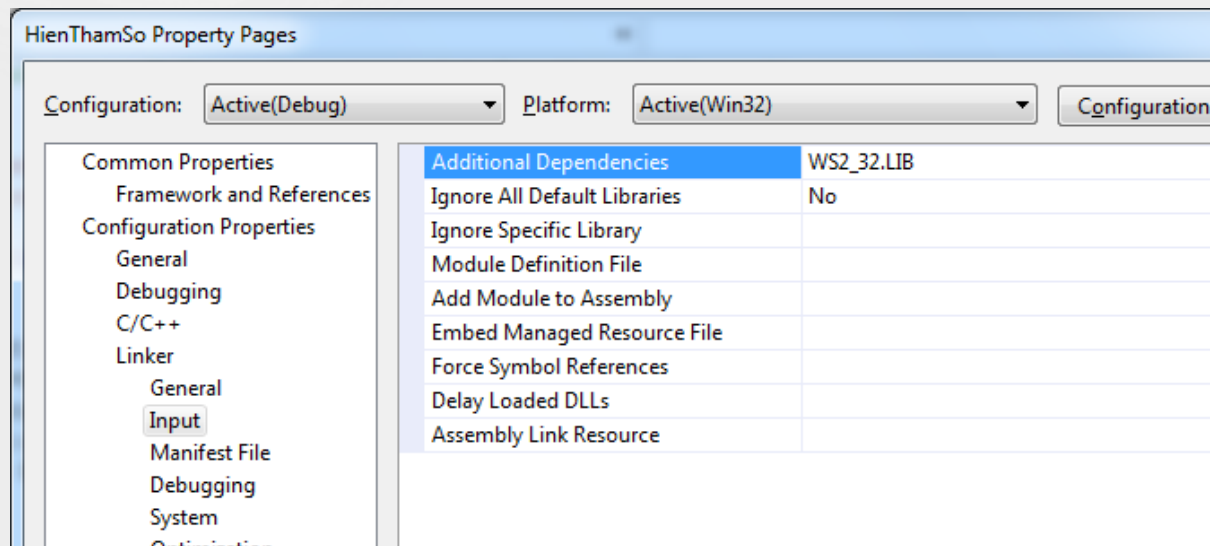 HienThamSo Property Pages
Configuration: Active(Debug) Platform: Active(Win32) Configuration
Common Properties
Framework and References
Configuration Properties
General
Debugging
C/C++
Linker
General
Input
Manifest File
Debugging
System
Optimization
Additional Dependencies WS2_32.LIB
Ignore All Default Libraries No
Ignore Specific Library
Module Definition File
Add Module to Assembly
Embed Managed Resource File
Force Symbol References
Delay Loaded DLLs
Assembly Link Resource